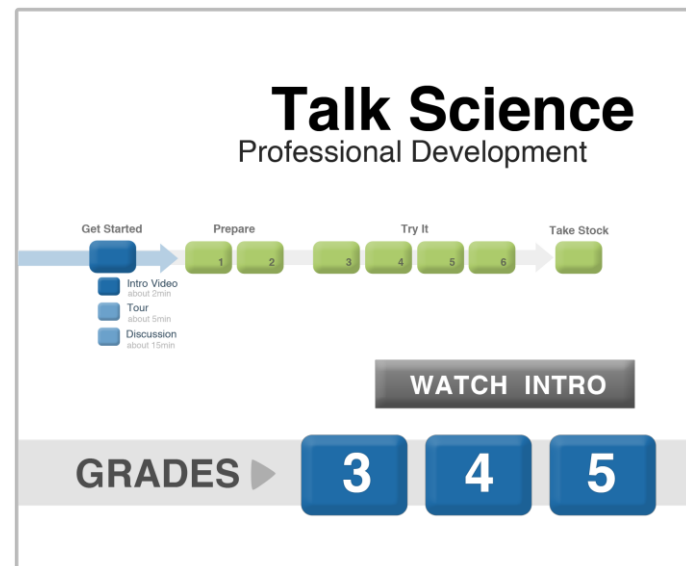 Talk Science
Professional Development
Get Started Prepare Try It Take Stock
1 2 3 4 5 6
Intro Video
about 2min
Tour
about 5min
Discussion
about 15min
WATCH INTRO
GRADES 3 4 5